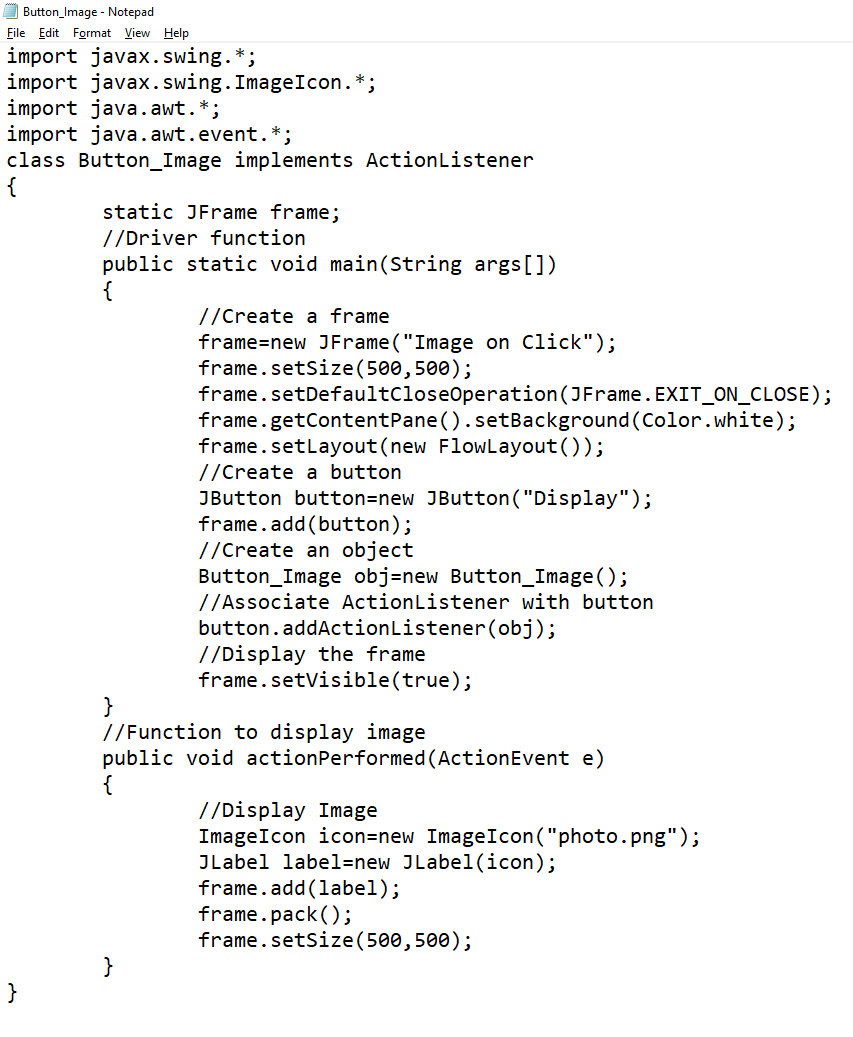 Button_Image - Notepad
File Edit Format View Help
import javax.swing.*;
import javax.swing.ImageIcon.*;
import java.awt.*;
import java.awt.event.*;
class Button_Image implements ActionListener
{
        static JFrame frame;
        //Driver function
        public static void main(String args[])
        {
                //Create a frame
                frame=new JFrame("Image on Click");
                frame.setSize(500,500);
                frame.setDefaultCloseOperation(JFrame.EXIT_ON_CLOSE);
                frame.getContentPane().setBackground(Color.white);
                frame.setLayout(new FlowLayout());
                //Create a button
                JButton button=new JButton("Display");
                frame.add(button);
                //Create an object
                Button_Image obj=new Button_Image();
                //Associate ActionListener with button
                button.addActionListener(obj);
                //Display the frame
                frame.setVisible(true);
        }
        //Function to display image
        public void actionPerformed(ActionEvent e)
        {
                //Display Image
                ImageIcon icon=new ImageIcon("photo.png");
                JLabel label=new JLabel(icon);
                frame.add(label);
                frame.pack();
                frame.setSize(500,500);
        }
}